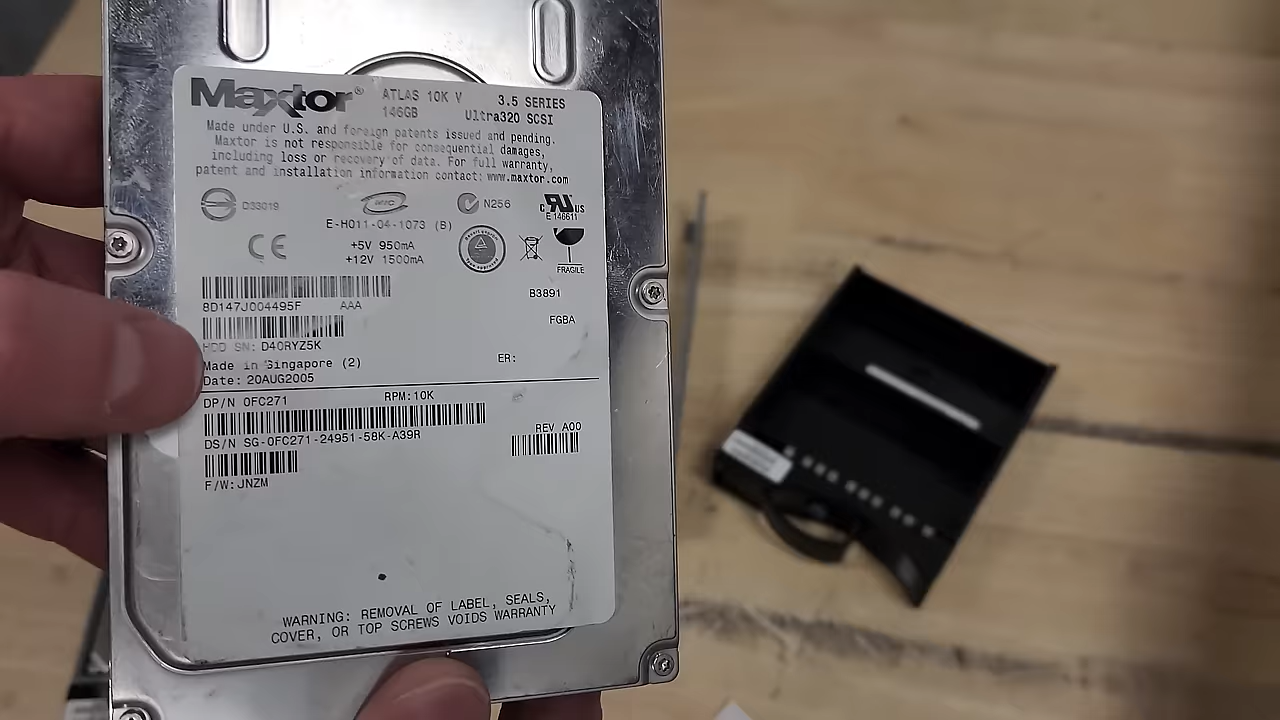 Maxtor®
ATLAS 10K V 3.5 SERIES
146GB Ultra320 SCSI
Made under U.S. and foreign patents issued and pending.
Maxtor is not responsible for consequential damages,
including loss or recovery of data. For full warranty,
patent and installation information contact: www.maxtor.com
D33019
MIC
N256
c RU US
E 146611
E-H011-04-1073 (B)
CE
+5V 950mA
+12V 1500mA
FRAGILE
8D147J004495F AAA
B3891
HDD SN: D40RYZ5K
FGBA
Made in Singapore (2)
ER:
Date: 20AUG2005
DP/N 0FC271 RPM:10K
DS/N SG-0FC271-24951-58K-A39R
REV A00
F/W:JNZM
WARNING: REMOVAL OF LABEL, SEALS,
COVER, OR TOP SCREWS VOIDS WARRANTY